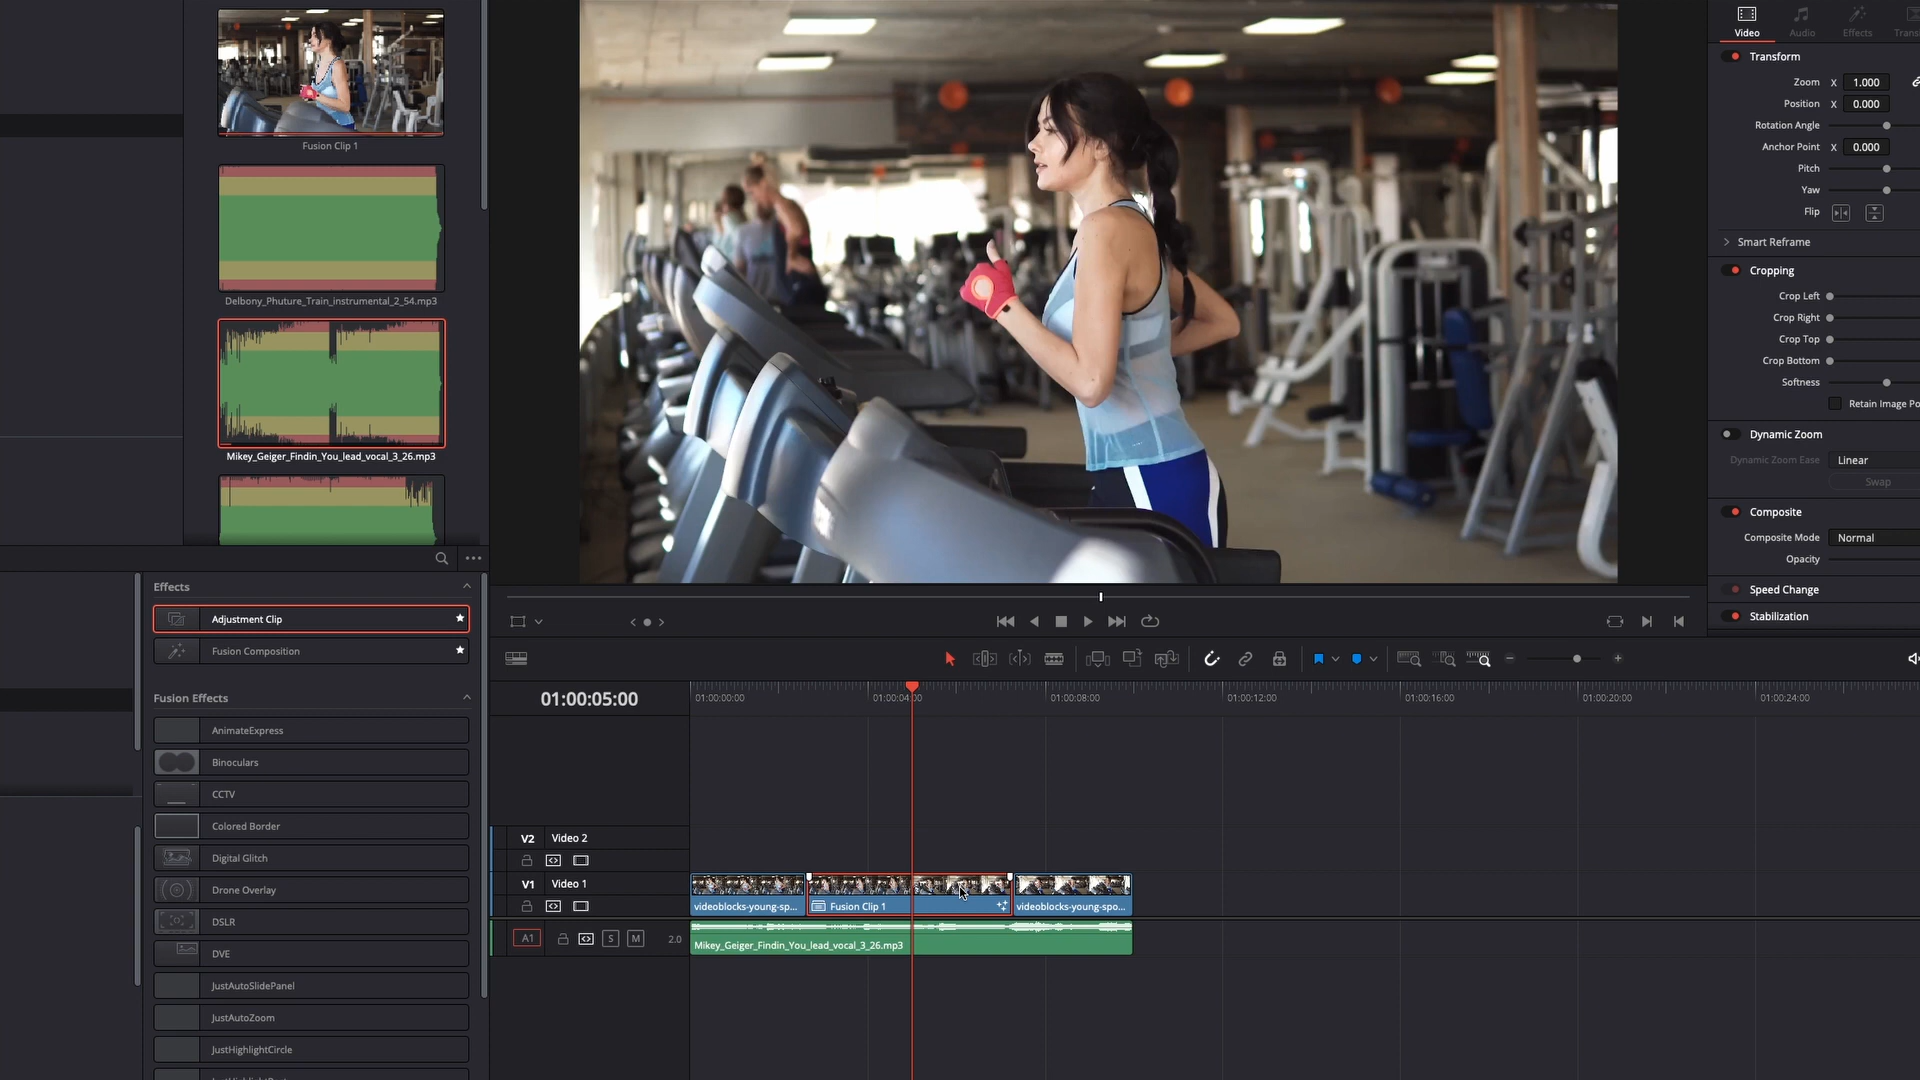 Fusion Clip 1
Delbony_Phuture_Train_instrumental_2_54.mp3
Mikey_Geiger_Findin_You_lead_vocal_3_26.mp3
Video
Audio
Effects
Trans
Transform
Zoom X 1.000
Position X 0.000
Rotation Angle
Anchor Point X 0.000
Pitch
Yaw
Flip
Smart Reframe
Cropping
Crop Left
Crop Right
Crop Top
Crop Bottom
Softness
Retain Image Po
Dynamic Zoom
Dynamic Zoom Ease Linear
Swap
Composite
Composite Mode Normal
Opacity
Speed Change
Stabilization
Effects
Adjustment Clip
Fusion Composition
Fusion Effects
AnimateExpress
Binoculars
CCTV
Colored Border
Digital Glitch
Drone Overlay
DSLR
DVE
JustAutoSlidePanel
JustAutoZoom
JustHighlightCircle
01:00:05:00
01:00:00:00
01:00:04:00
01:00:08:00
01:00:12:00
01:00:16:00
01:00:20:00
01:00:24:00
V2 Video 2
V1 Video 1
videoblocks-young-sp...
Fusion Clip 1
videoblocks-young-spo...
A1 S M 2.0
Mikey_Geiger_Findin_You_lead_vocal_3_26.mp3